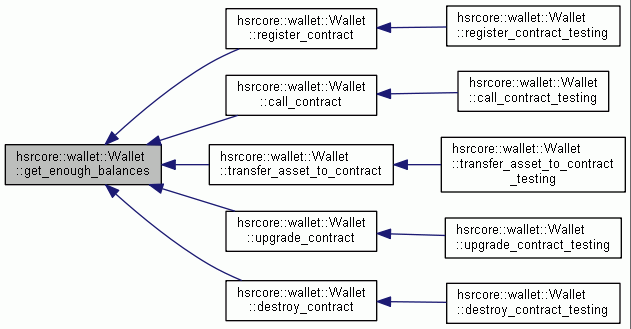 hsrcore::wallet::Wallet
::register_contract
hsrcore::wallet::Wallet
::register_contract_testing
hsrcore::wallet::Wallet
::call_contract
hsrcore::wallet::Wallet
::call_contract_testing
hsrcore::wallet::Wallet
::get_enough_balances
hsrcore::wallet::Wallet
::transfer_asset_to_contract
hsrcore::wallet::Wallet
::transfer_asset_to_contract
_testing
hsrcore::wallet::Wallet
::upgrade_contract
hsrcore::wallet::Wallet
::upgrade_contract_testing
hsrcore::wallet::Wallet
::destroy_contract
hsrcore::wallet::Wallet
::destroy_contract_testing